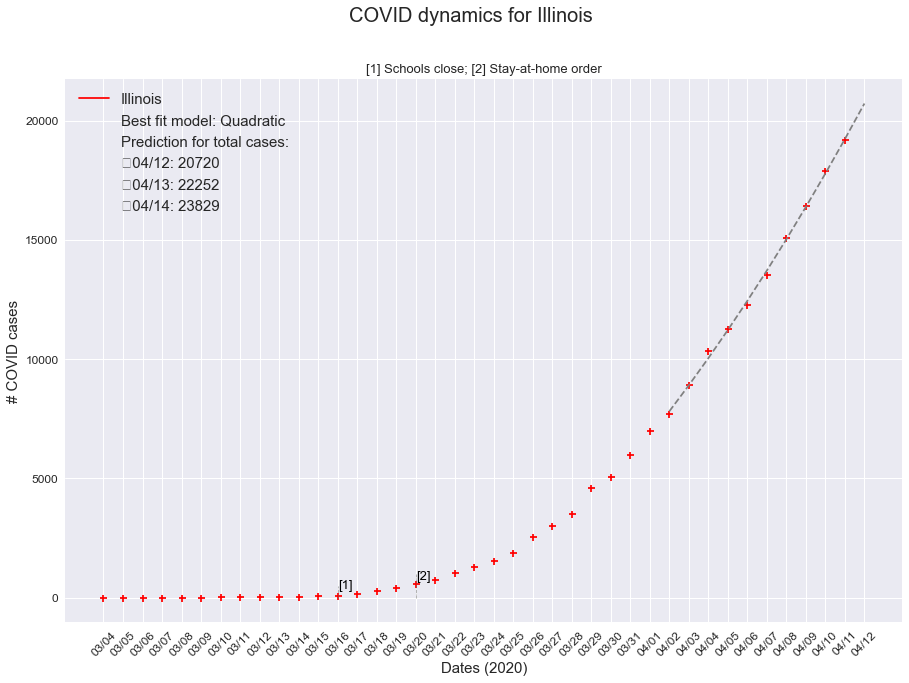 COVID dynamics for Illinois
[1] Schools close; [2] Stay-at-home order
Illinois
Best fit model: Quadratic
Prediction for total cases:
04/12: 20720
04/13: 22252
04/14: 23829
20000
15000
10000
5000
0
# COVID cases
[1]
[2]
03/04 03/05 03/06 03/07 03/08 03/09 03/10 03/11 03/12 03/13 03/14 03/15 03/16 03/17 03/18 03/19 03/20 03/21 03/22 03/23 03/24 03/25 03/26 03/27 03/28 03/29 03/30 03/31 04/01 04/02 04/03 04/04 04/05 04/06 04/07 04/08 04/09 04/10 04/11 04/12
Dates (2020)